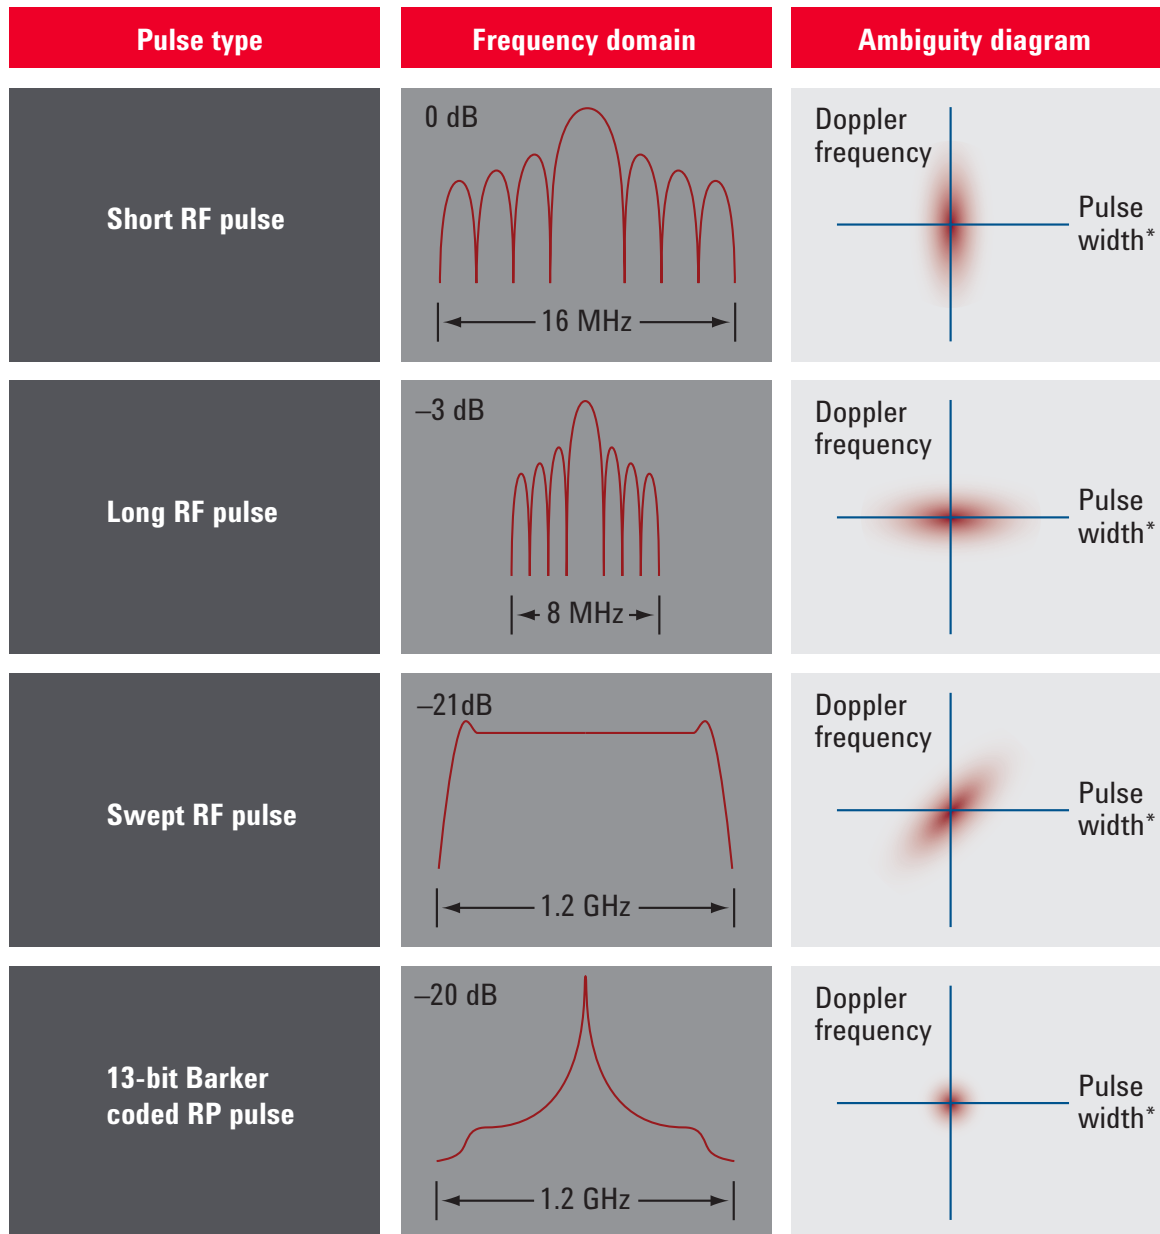 Pulse type
Frequency domain
Ambiguity diagram
Short RF pulse
0 dB
16 MHz
Doppler
frequency
Pulse
width*
Long RF pulse
–3 dB
8 MHz
Doppler
frequency
Pulse
width*
Swept RF pulse
–21dB
1.2 GHz
Doppler
frequency
Pulse
width*
13-bit Barker
coded RP pulse
–20 dB
1.2 GHz
Doppler
frequency
Pulse
width*